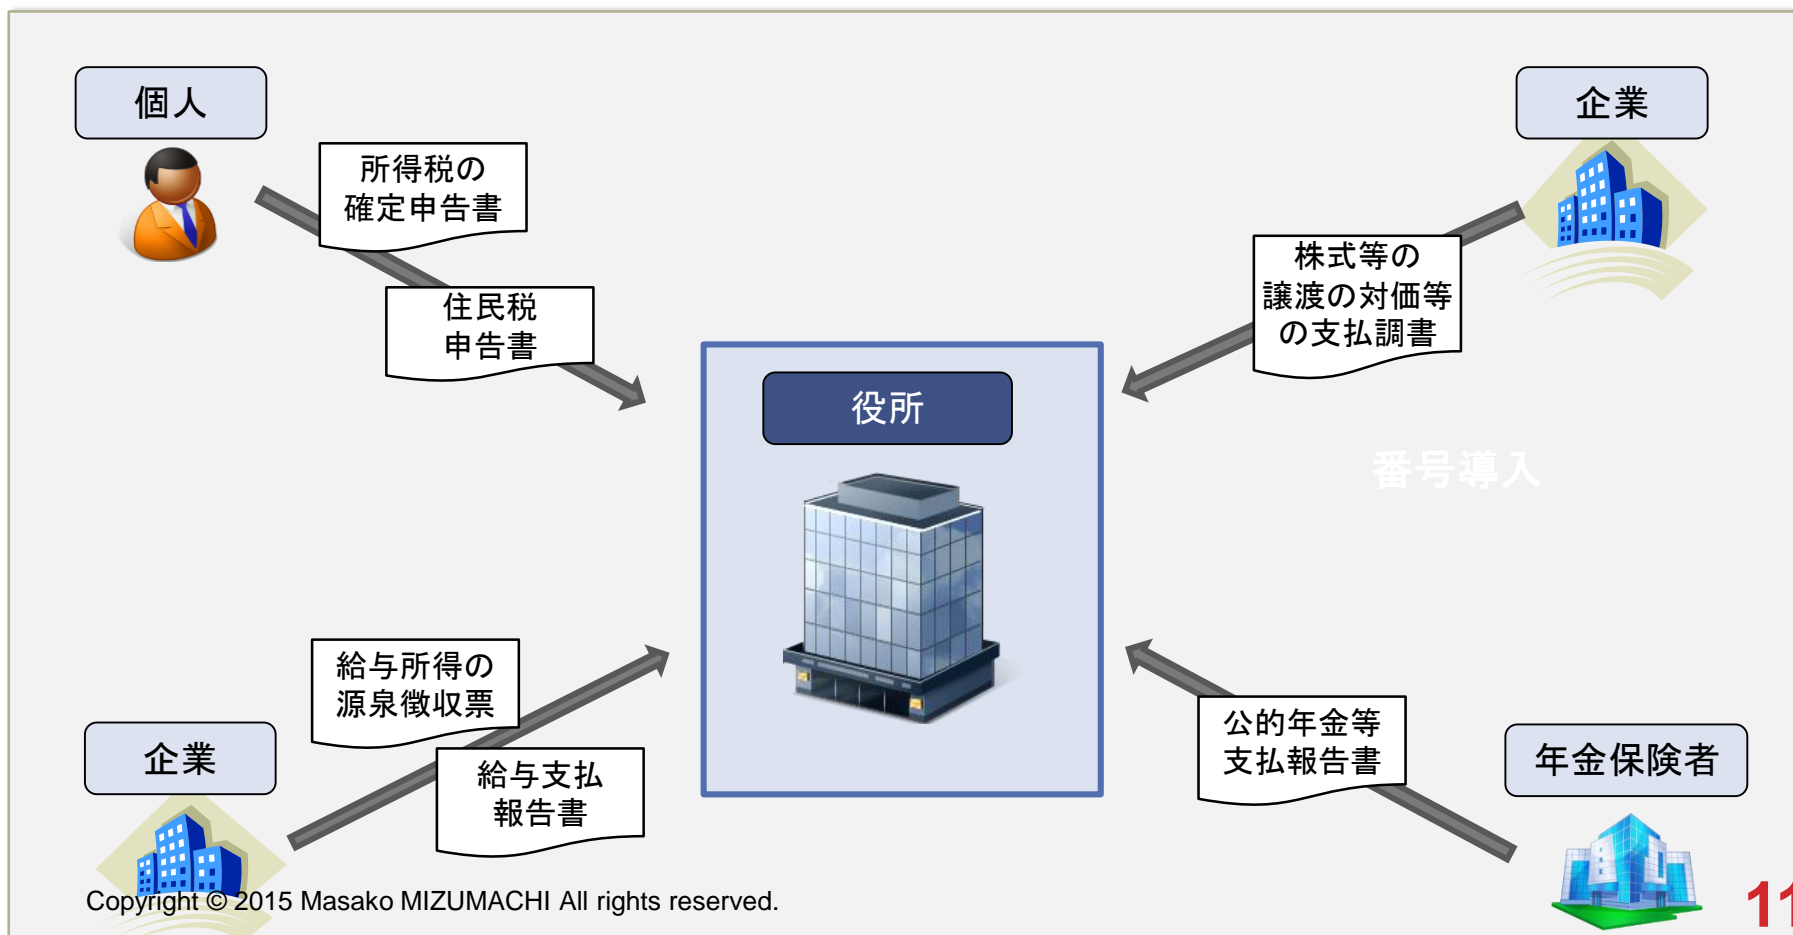 個人
所得税の
確定申告書
住民税
申告書
企業
株式等の
譲渡の対価等
の支払調書
役所
番号導入
給与所得の
源泉徴収票
給与支払
報告書
企業
公的年金等
支払報告書
年金保険者
Copyright © 2015 Masako MIZUMACHI All rights reserved.
11